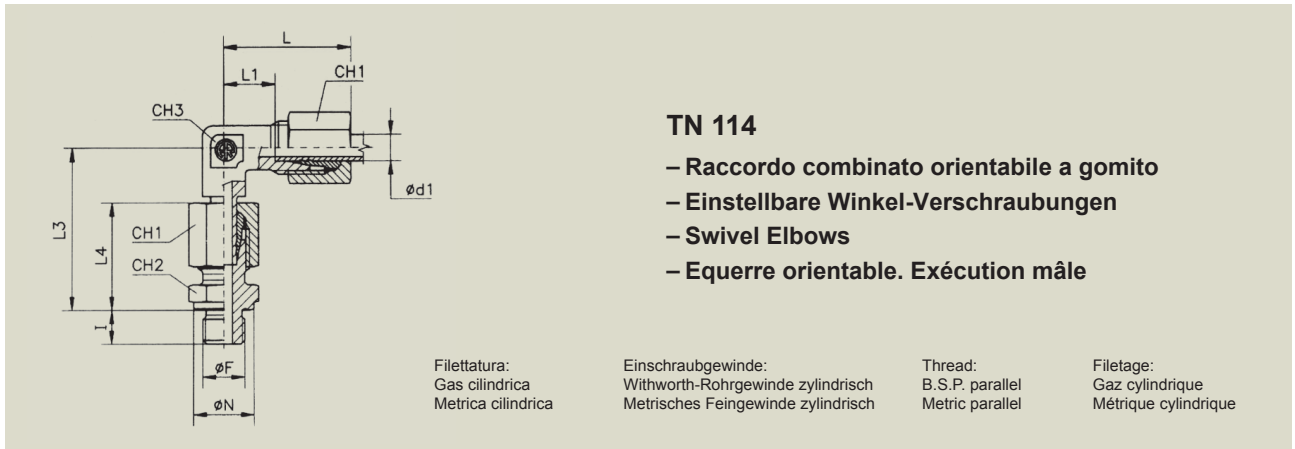 L
L1
CH1
CH3
Ød1
L3
L4
CH1
CH2
I
ØF
ØN
TN 114
– Raccordo combinato orientabile a gomito
– Einstellbare Winkel-Verschraubungen
– Swivel Elbows
– Equerre orientable. Exécution mâle
Filettatura:
Gas cilindrica
Metrica cilindrica
Einschraubgewinde:
Withworth-Rohrgewinde zylindrisch
Metrisches Feingewinde zylindrisch
Thread:
B.S.P. parallel
Metric parallel
Filetage:
Gaz cylindrique
Métrique cylindrique